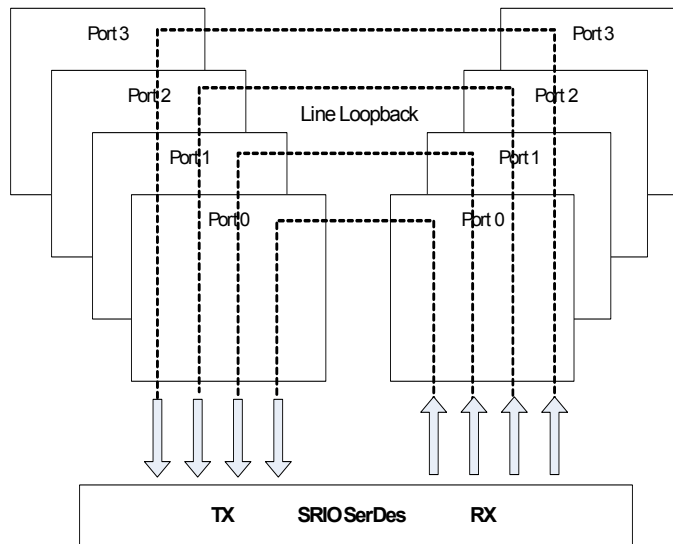 Port 3
Port 3
Port 2
Port 2
Line Loopback
Port 1
Port 1
Port 0
Port 0
TX SRIO SerDes RX